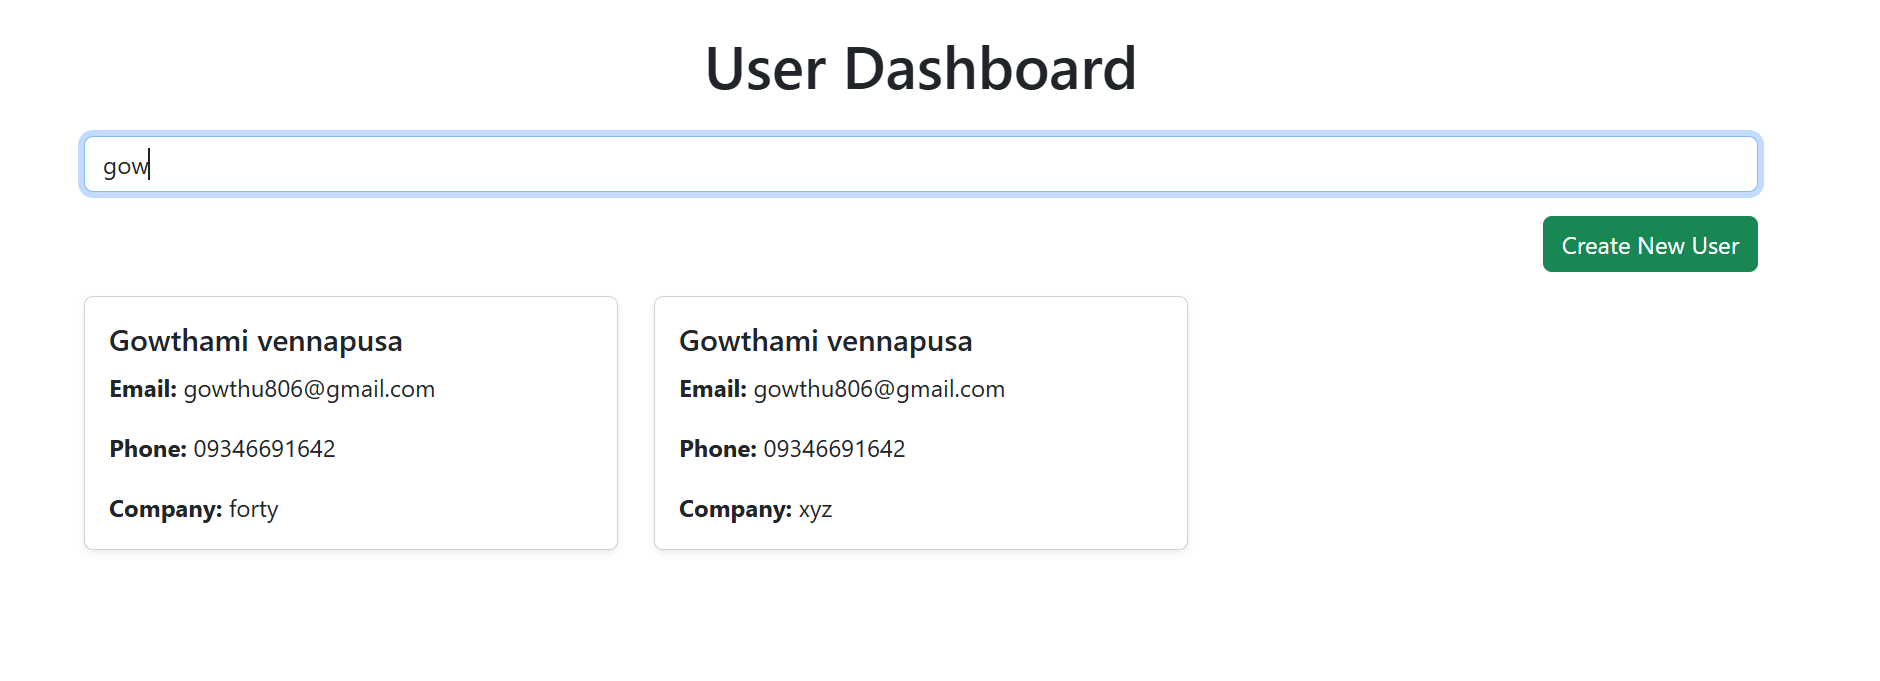 User Dashboard
gow
Create New User
Gowthami vennapusa
Email: gowthu806@gmail.com
Phone: 09346691642
Company: forty
Gowthami vennapusa
Email: gowthu806@gmail.com
Phone: 09346691642
Company: xyz